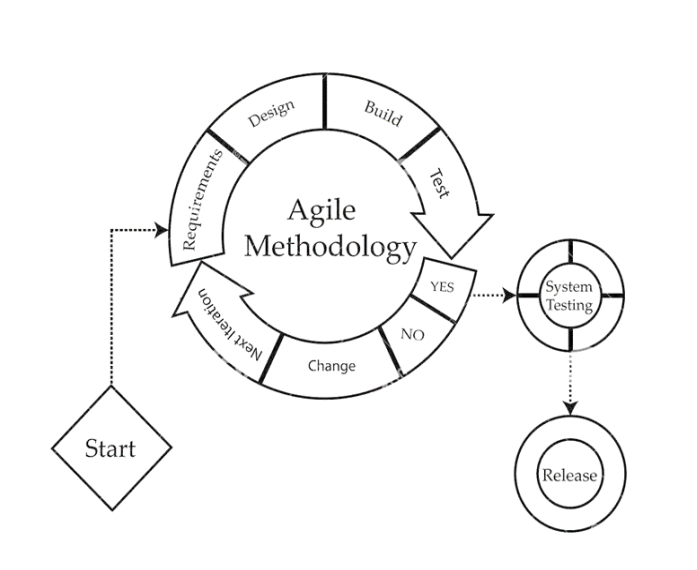 Design
Build
Requirements
Test
Agile
Methodology
YES
NO
Change
Next Iteration
System
Testing
Start
Release